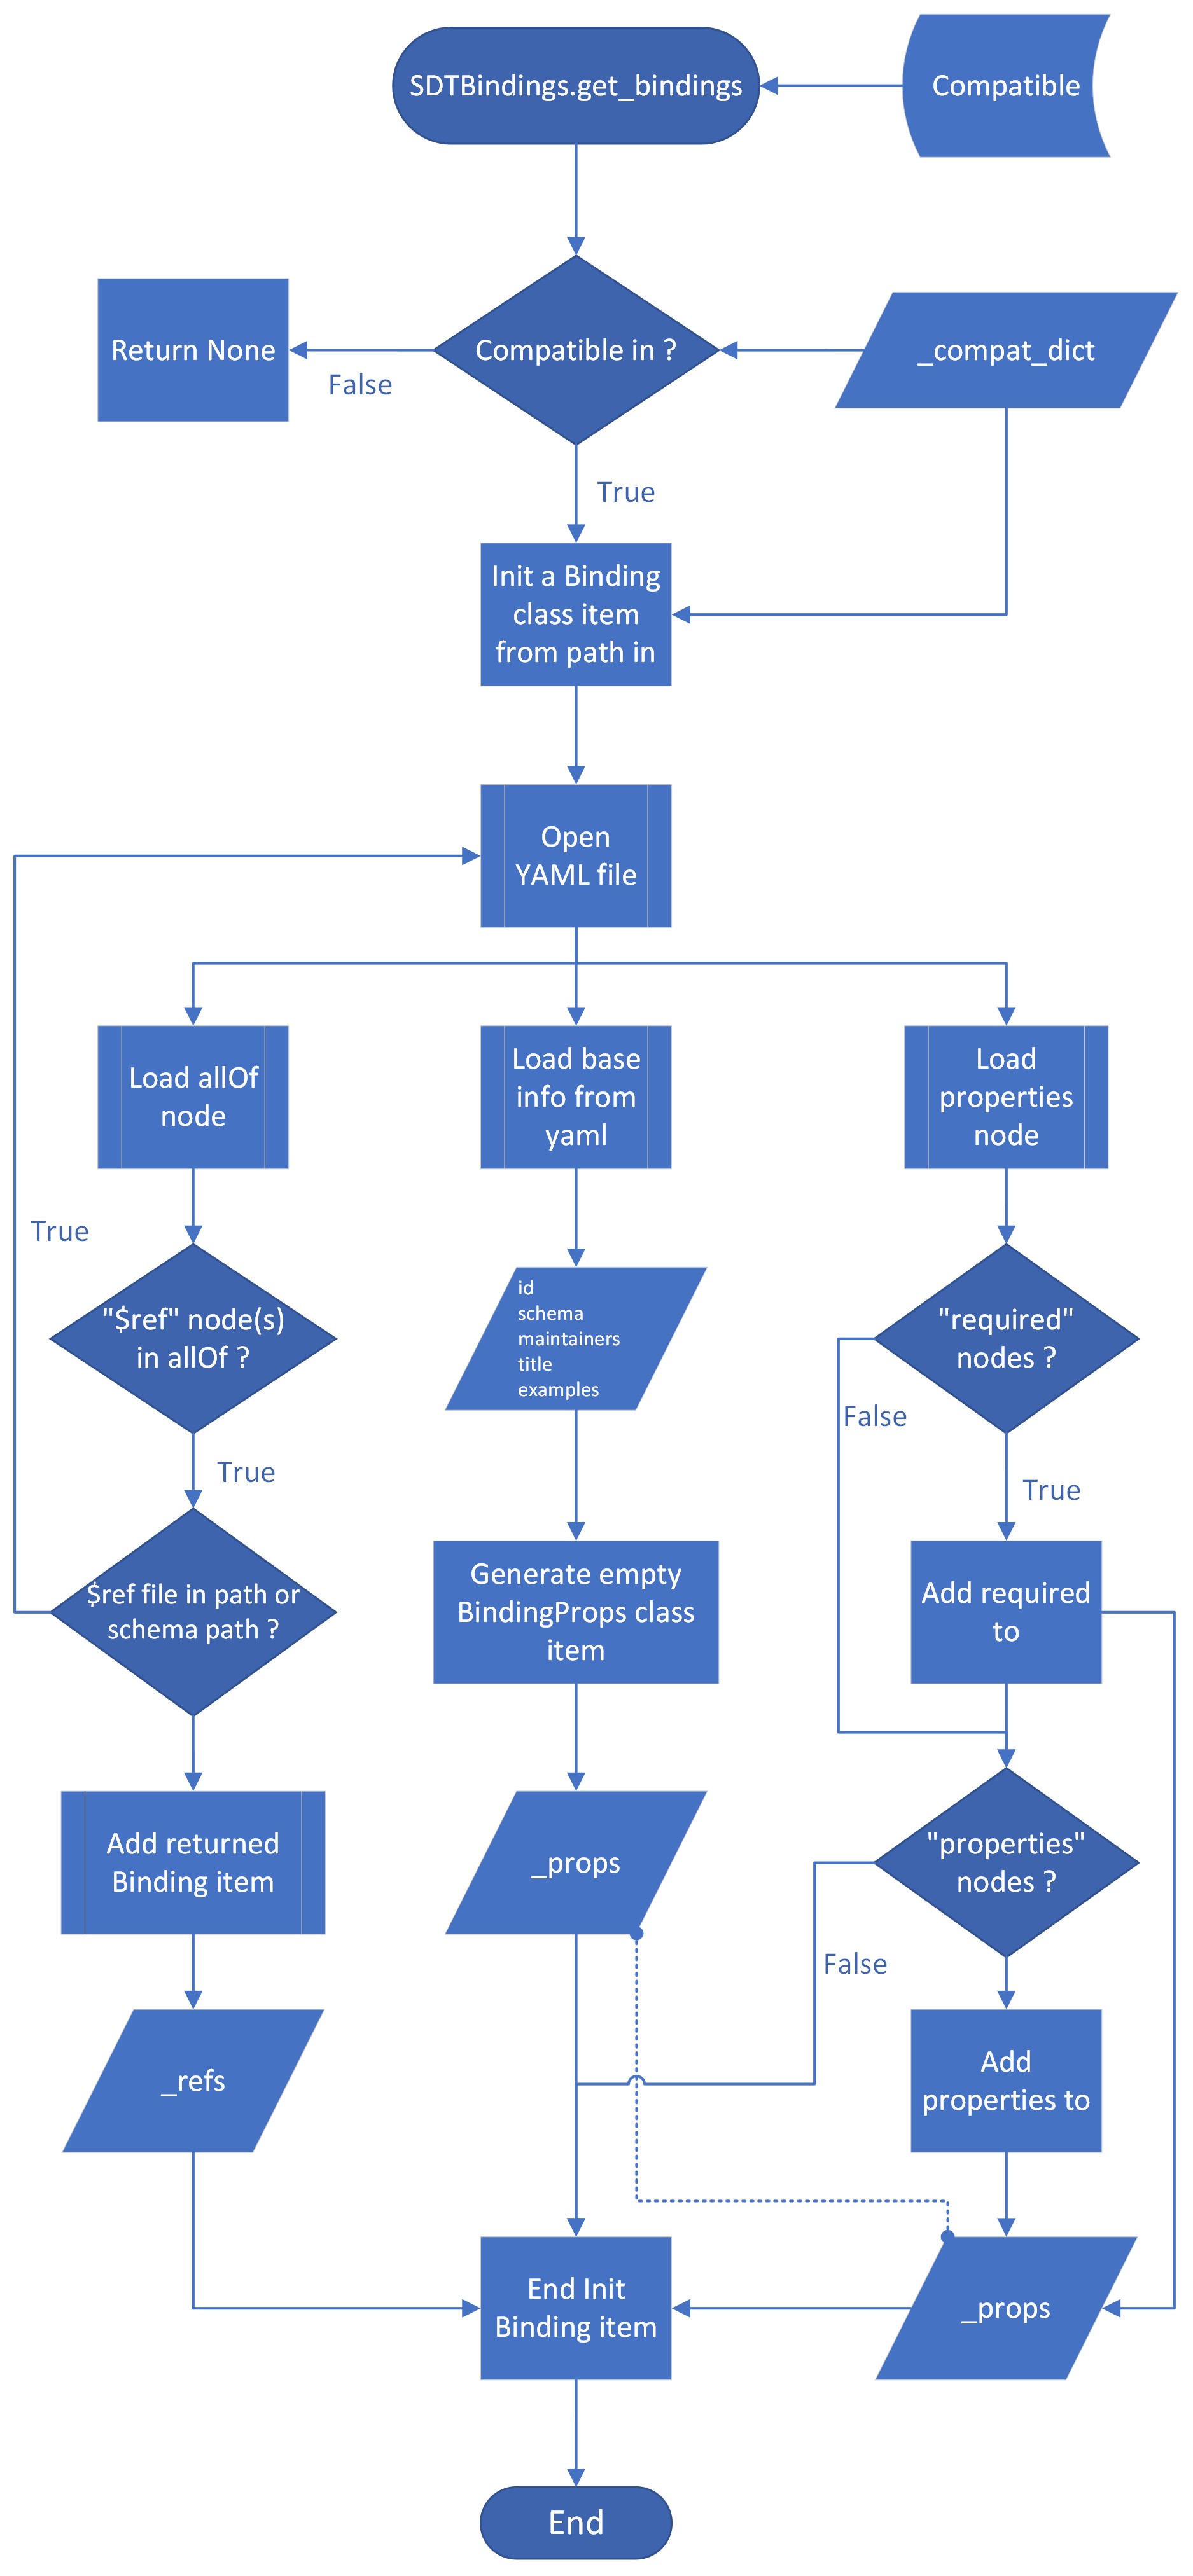 SDTBindings.get_bindings
Compatible
Return None
False
Compatible in ?
_compat_dict
True
Init a Binding
class item
from path in
Open
YAML file
Load allOf
node
Load base
info from
yaml
Load
properties
node
True
"$ref" node(s)
in allOf ?
id
schema
maintainers
title
examples
"required"
nodes ?
False
True
True
$ref file in path or
schema path ?
Generate empty
BindingProps class
item
Add required
to
Add returned
Binding item
_props
"properties"
nodes ?
False
_refs
Add
properties to
End Init
Binding item
_props
End